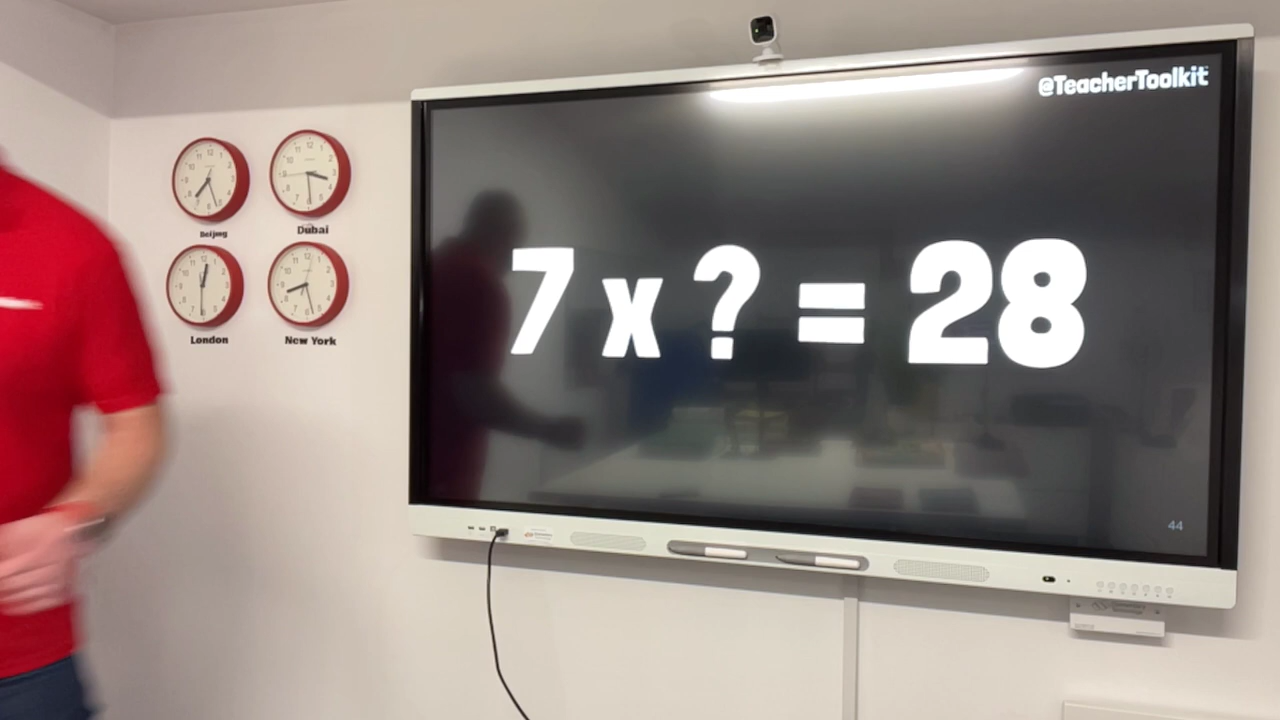 @TeacherToolkit
Beijing
Dubai
London
New York
7 x ? = 28
44